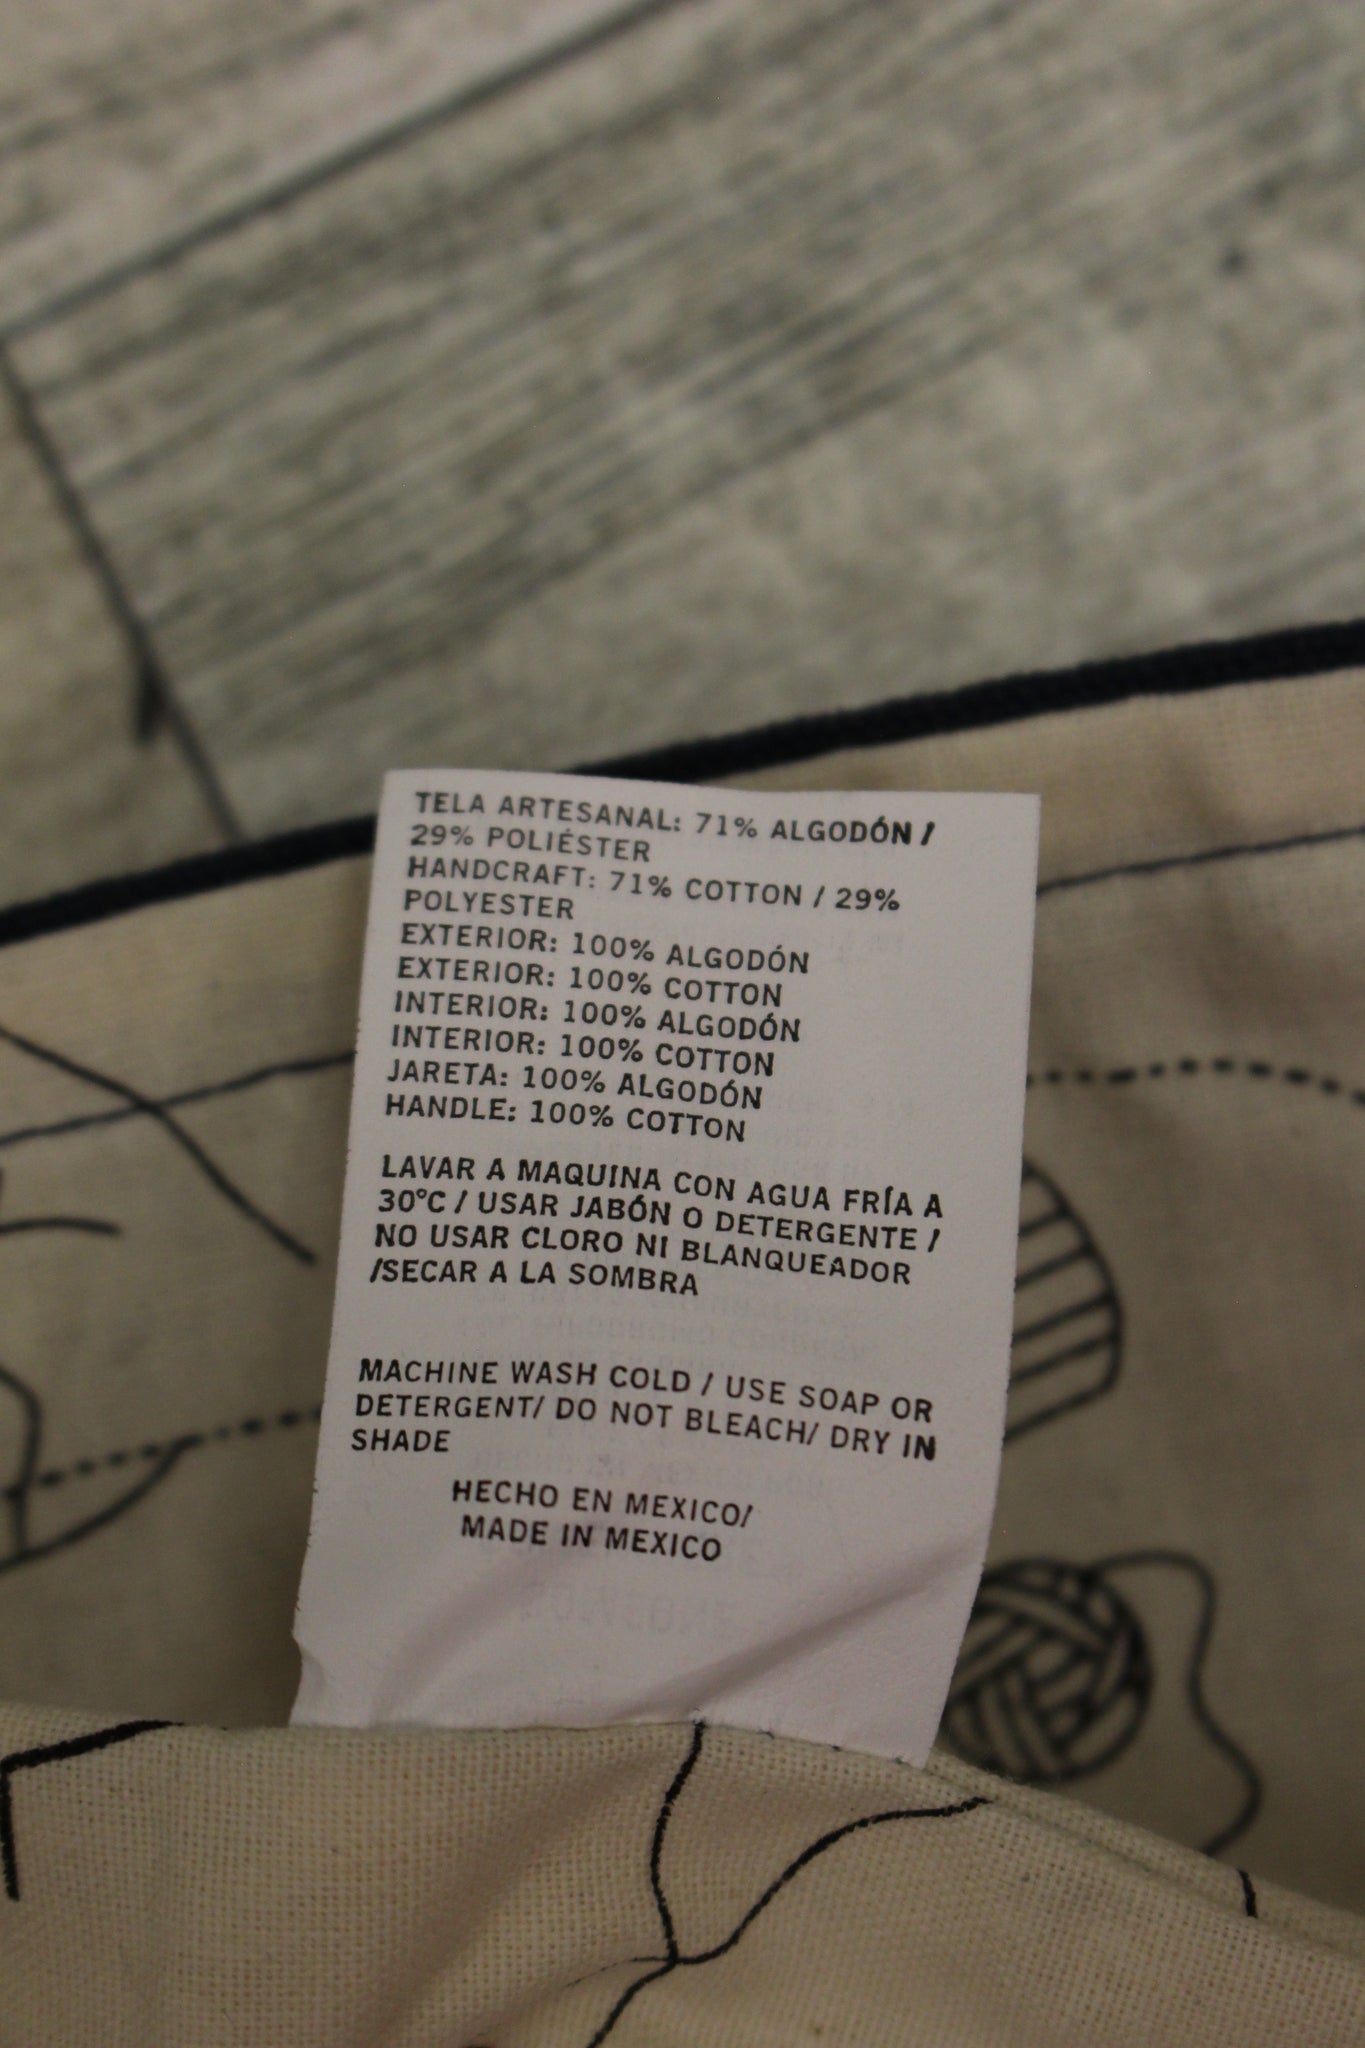 TELA ARTESANAL: 71% ALGODÓN /
29% POLIÉSTER
HANDCRAFT: 71% COTTON / 29%
POLYESTER
EXTERIOR: 100% ALGODÓN
EXTERIOR: 100% COTTON
INTERIOR: 100% ALGODÓN
INTERIOR: 100% COTTON
JARETA: 100% ALGODÓN
HANDLE: 100% COTTON
LAVAR A MAQUINA CON AGUA FRÍA A
30°C / USAR JABÓN O DETERGENTE /
NO USAR CLORO NI BLANQUEADOR
/SECAR A LA SOMBRA
MACHINE WASH COLD / USE SOAP OR
DETERGENT/ DO NOT BLEACH/ DRY IN
SHADE
HECHO EN MEXICO/
MADE IN MEXICO